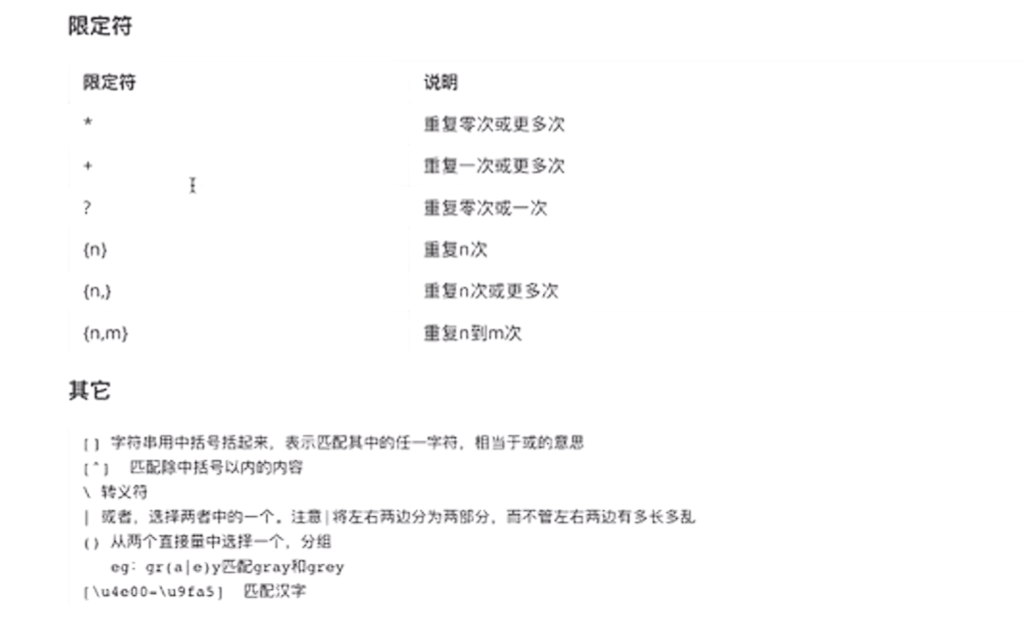 限定符
限定符 说明
* 重复零次或更多次
+ 重复一次或更多次
? 重复零次或一次
{n} 重复n次
{n,} 重复n次或更多次
{n,m} 重复n到m次
其它
[] 字符串用中括号括起来，表示匹配其中的任一字符，相当于或的意思
[^] 匹配除中括号以内的内容
\ 转义符
| 或者，选择两者中的一个。注意|将左右两边分为两部分，而不管左右两边有多长多乱
() 从两个直接量中选择一个，分组
eg：gr(a|e)y匹配gray和grey
[\u4e00-\u9fa5] 匹配汉字